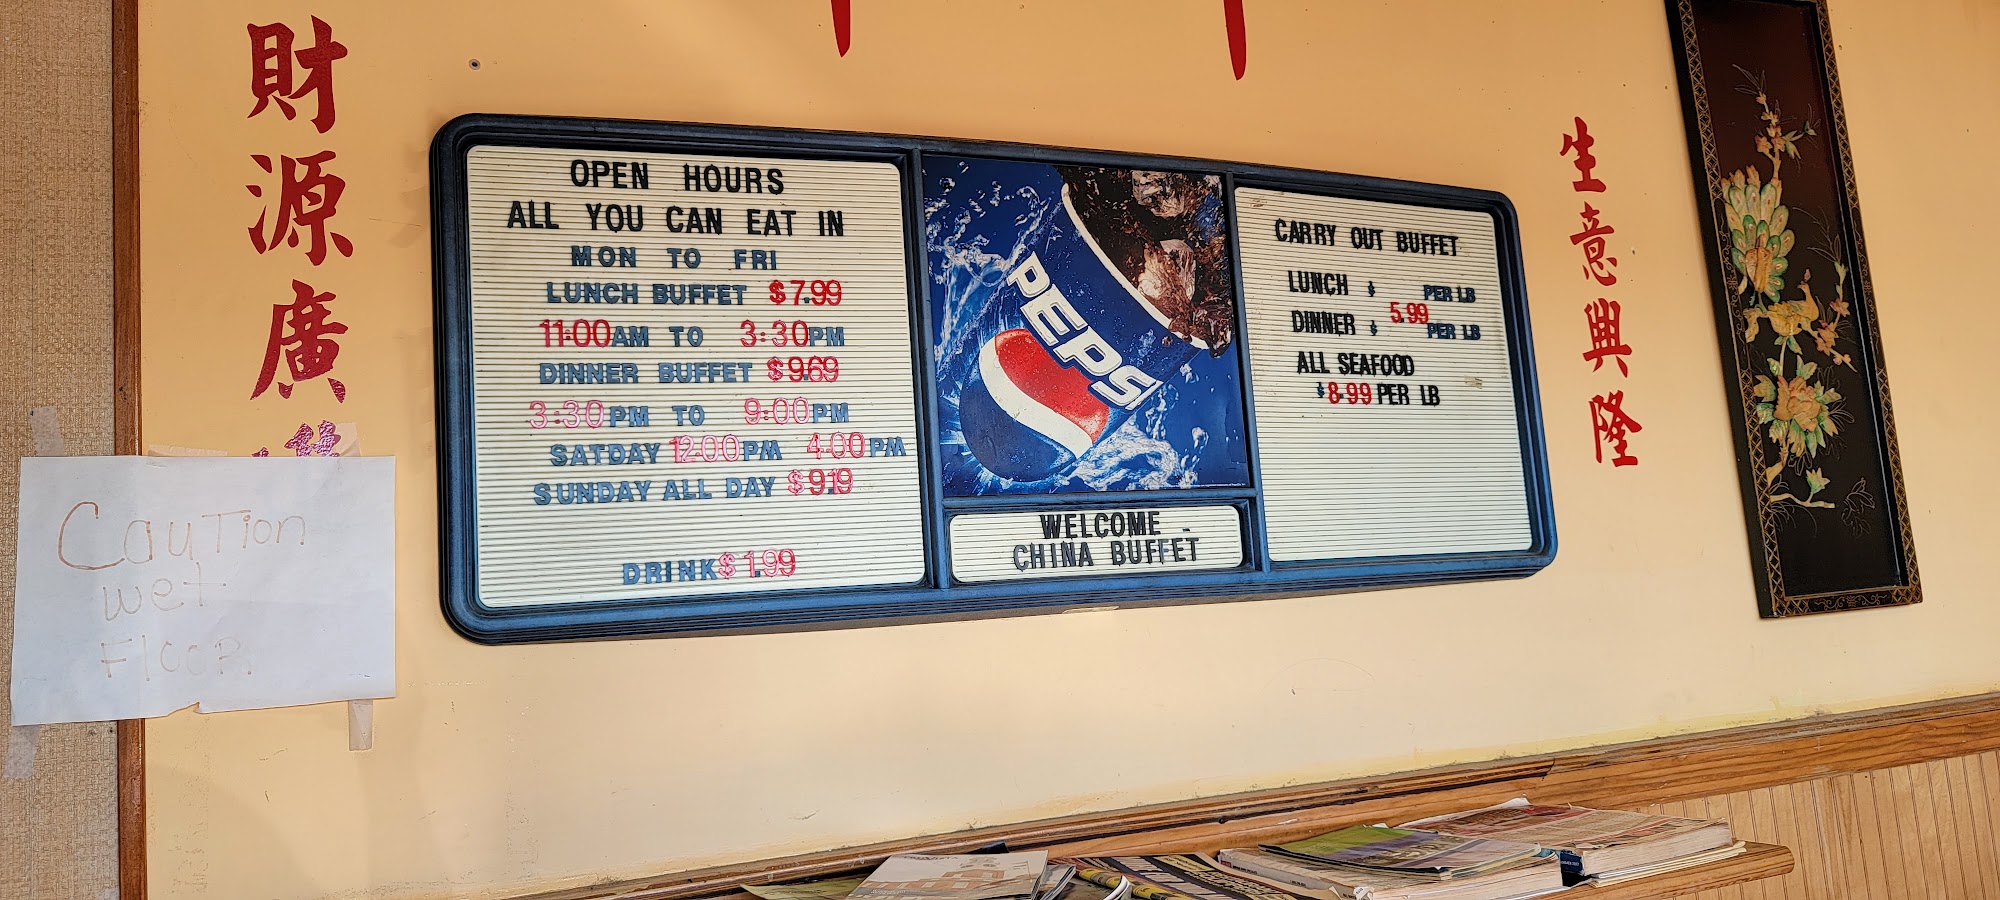 財源廣
Caution
wet
Floor
OPEN HOURS
ALL YOU CAN EAT IN
MON TO FRI
LUNCH BUFFET $7.99
11:00AM TO 3:30PM
DINNER BUFFET $9.69
3:30PM TO 9:00PM
SATDAY 12:00PM 4:00PM
SUNDAY ALL DAY $9.19
DRINK $1.99
PEPSI
WELCOME
CHINA BUFFET
CARRY OUT BUFFET
LUNCH $ PER LB
DINNER $ 5.99 PER LB
ALL SEAFOOD
$8.99 PER LB
生意興隆